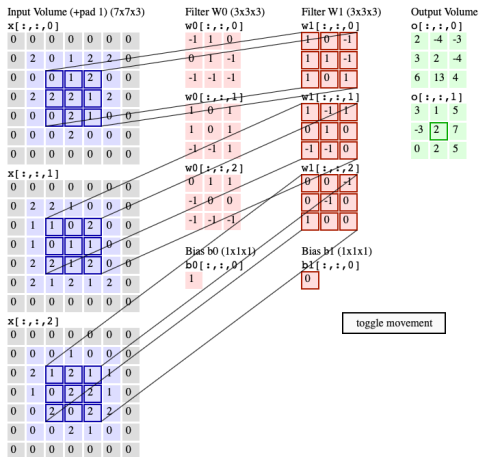 Input Volume (+pad 1) (7x7x3)
x[:,:,0]
0 0 0 0 0 0 0
0 2 0 1 2 2 0
0 0 0 1 2 0 0
0 2 2 2 1 2 0
0 0 0 2 1 0 0
0 0 0 2 0 0 0
0 0 0 0 0 0 0
x[:,:,1]
0 0 0 0 0 0 0
0 2 2 1 0 0 0
0 1 1 0 2 0 0
0 1 0 1 1 0 0
0 2 2 1 2 0 0
0 2 1 2 1 2 0
0 0 0 0 0 0 0
x[:,:,2]
0 0 0 0 0 0 0
0 0 0 1 0 0 0
0 2 1 2 1 1 0
0 1 0 2 2 1 0
0 0 2 0 2 2 0
0 0 0 2 1 0 0
0 0 0 0 0 0 0
Filter W0 (3x3x3)
w0[:,:,0]
-1 1 0
0 1 -1
-1 -1 -1
w0[:,:,1]
1 0 1
1 0 1
1 -1 1
w0[:,:,2]
0 1 1
-1 0 0
-1 -1 -1
Bias b0 (1x1x1)
b0[:,:,0]
1
Filter W1 (3x3x3)
w1[:,:,0]
1 0 -1
1 1 -1
1 0 1
w1[:,:,1]
1 -1 1
0 1 0
-1 -1 0
w1[:,:,2]
0 0 -1
0 -1 0
1 0 0
Bias b1 (1x1x1)
b1[:,:,0]
0
Output Volume
o[:,:,0]
2 -4 -3
3 2 -4
6 13 4
o[:,:,1]
3 1 5
-3 2 7
0 2 5
toggle movement